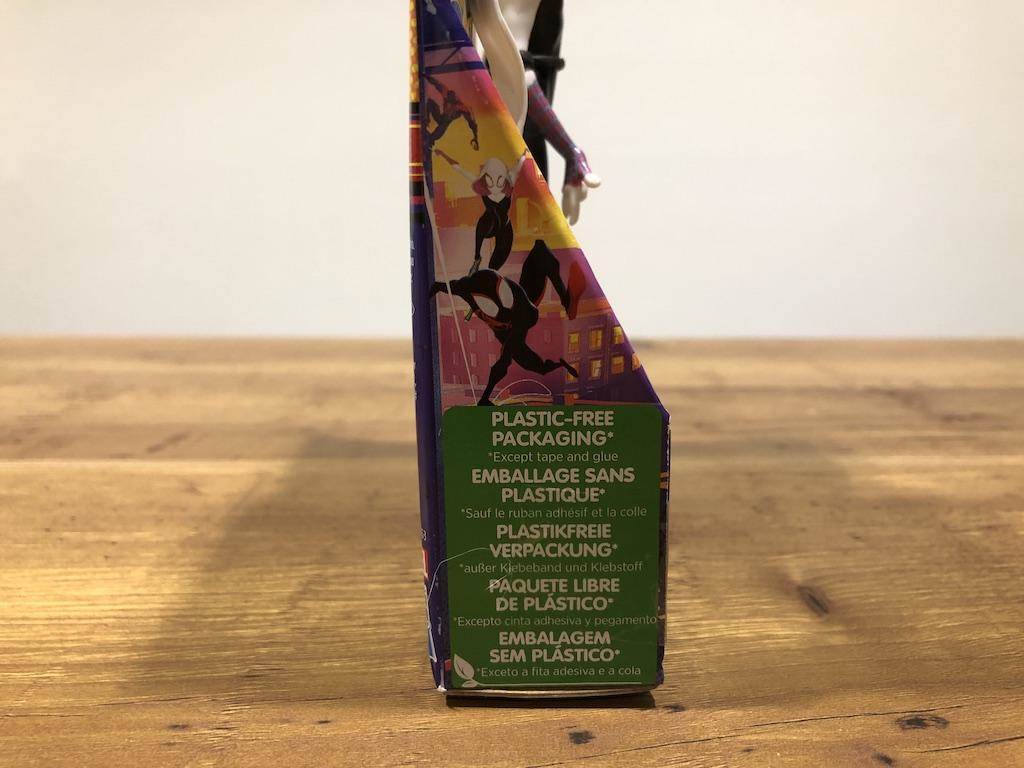 PLASTIC-FREE
PACKAGING*
*Except tape and glue
EMBALLAGE SANS
PLASTIQUE*
*Sauf le ruban adhésif et la colle
PLASTIKFREIE
VERPACKUNG*
*außer Klebeband und Klebstoff
PAQUETE LIBRE
DE PLÁSTICO*
*Excepto cinta adhesiva y pegamento
EMBALAGEM
SEM PLÁSTICO*
*Exceto a fita adesiva e a cola